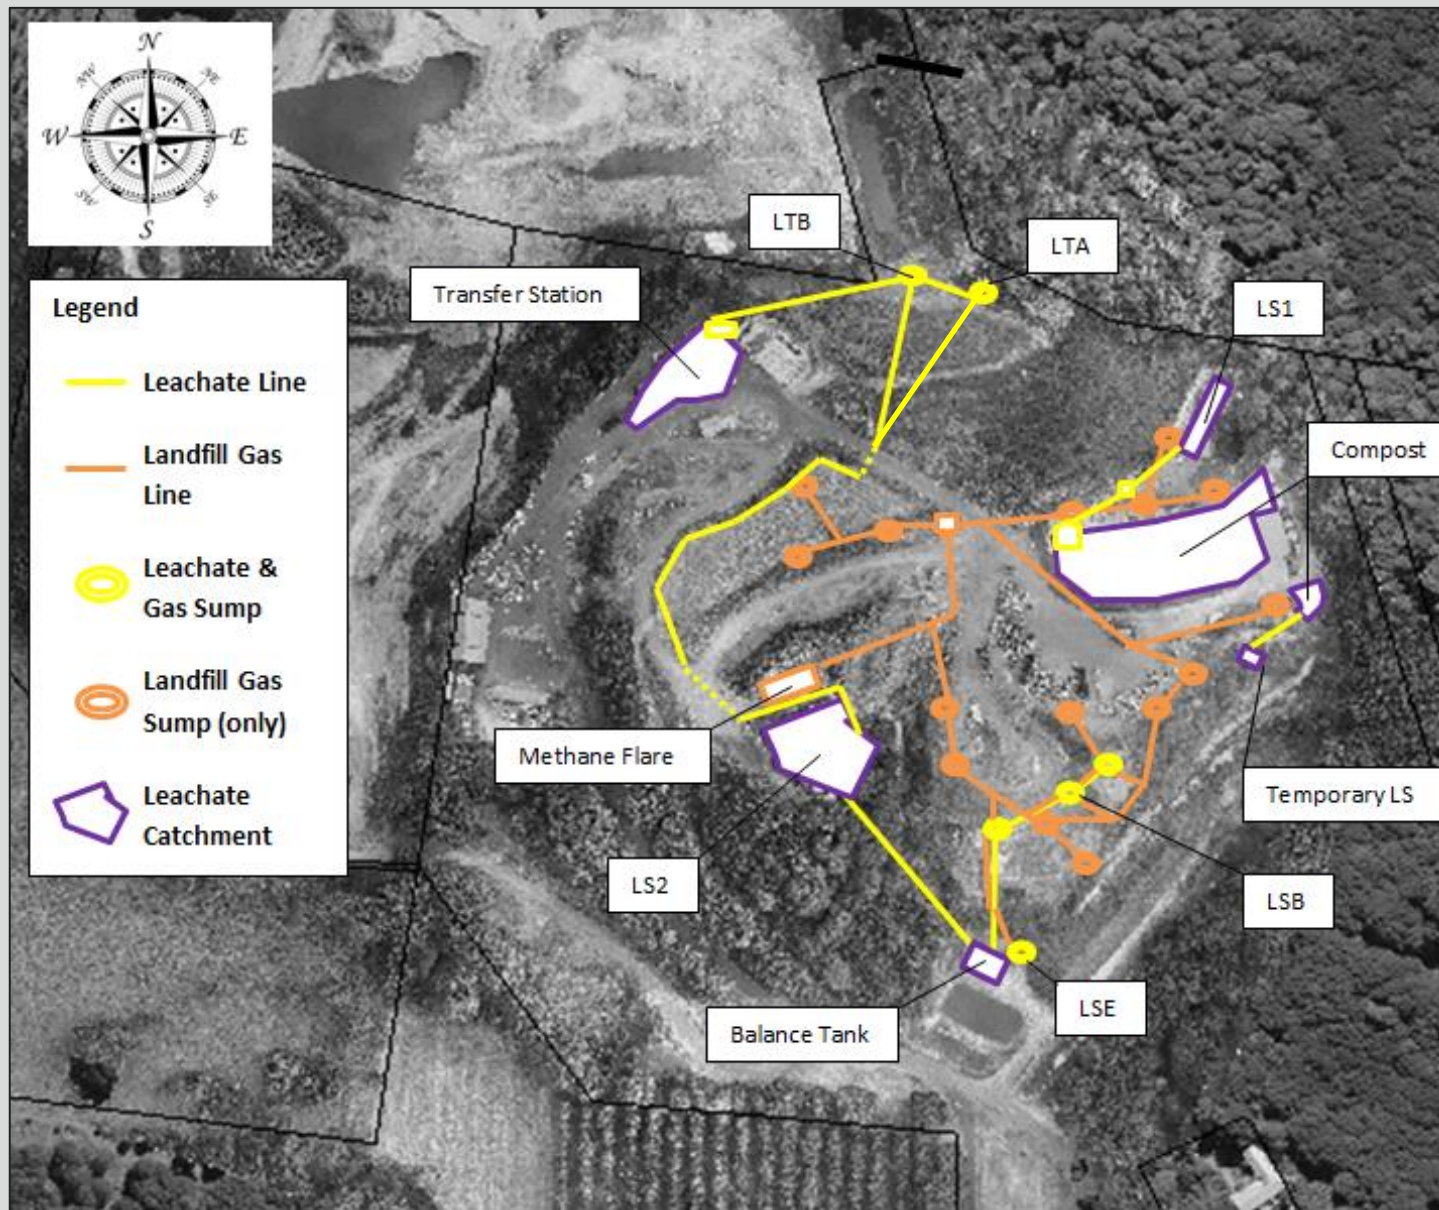 N
NW
NE
W
E
SW
SE
S
LTB
LTA
Transfer Station
LS1
Legend
Leachate Line
Landfill Gas
Line
Leachate &
Gas Sump
Landfill Gas
Sump (only)
Leachate
Catchment
Compost
Methane Flare
Temporary LS
LS2
LSB
LSE
Balance Tank